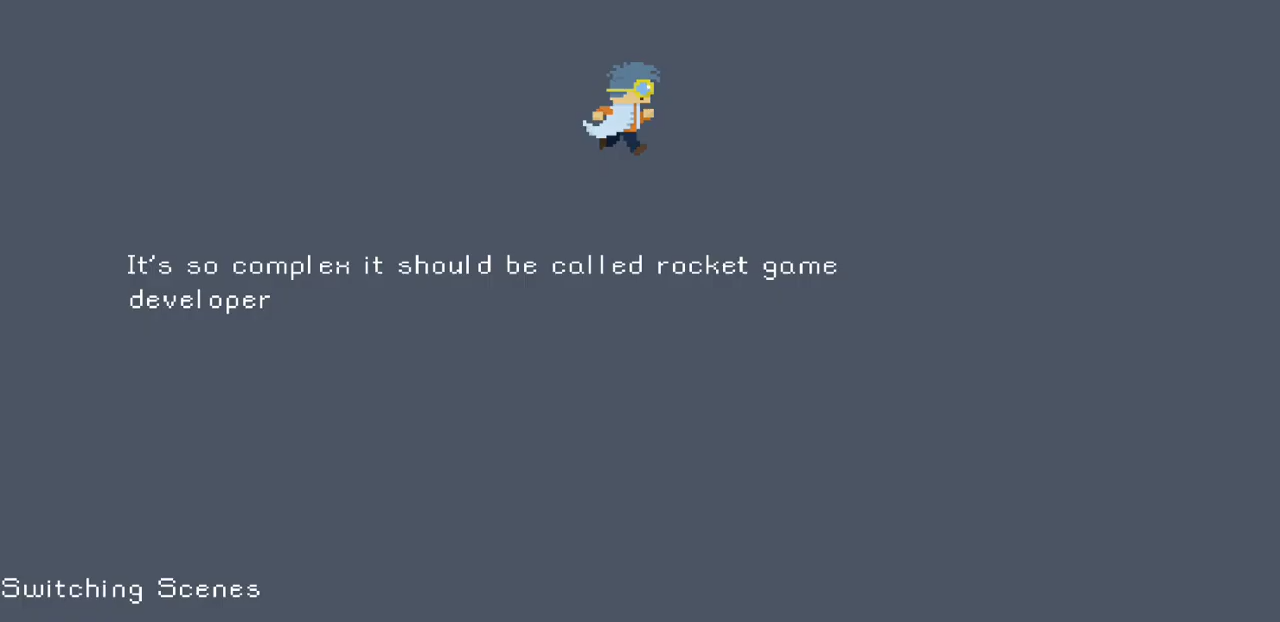 It's so complex it should be called rocket game
developer
Switching Scenes